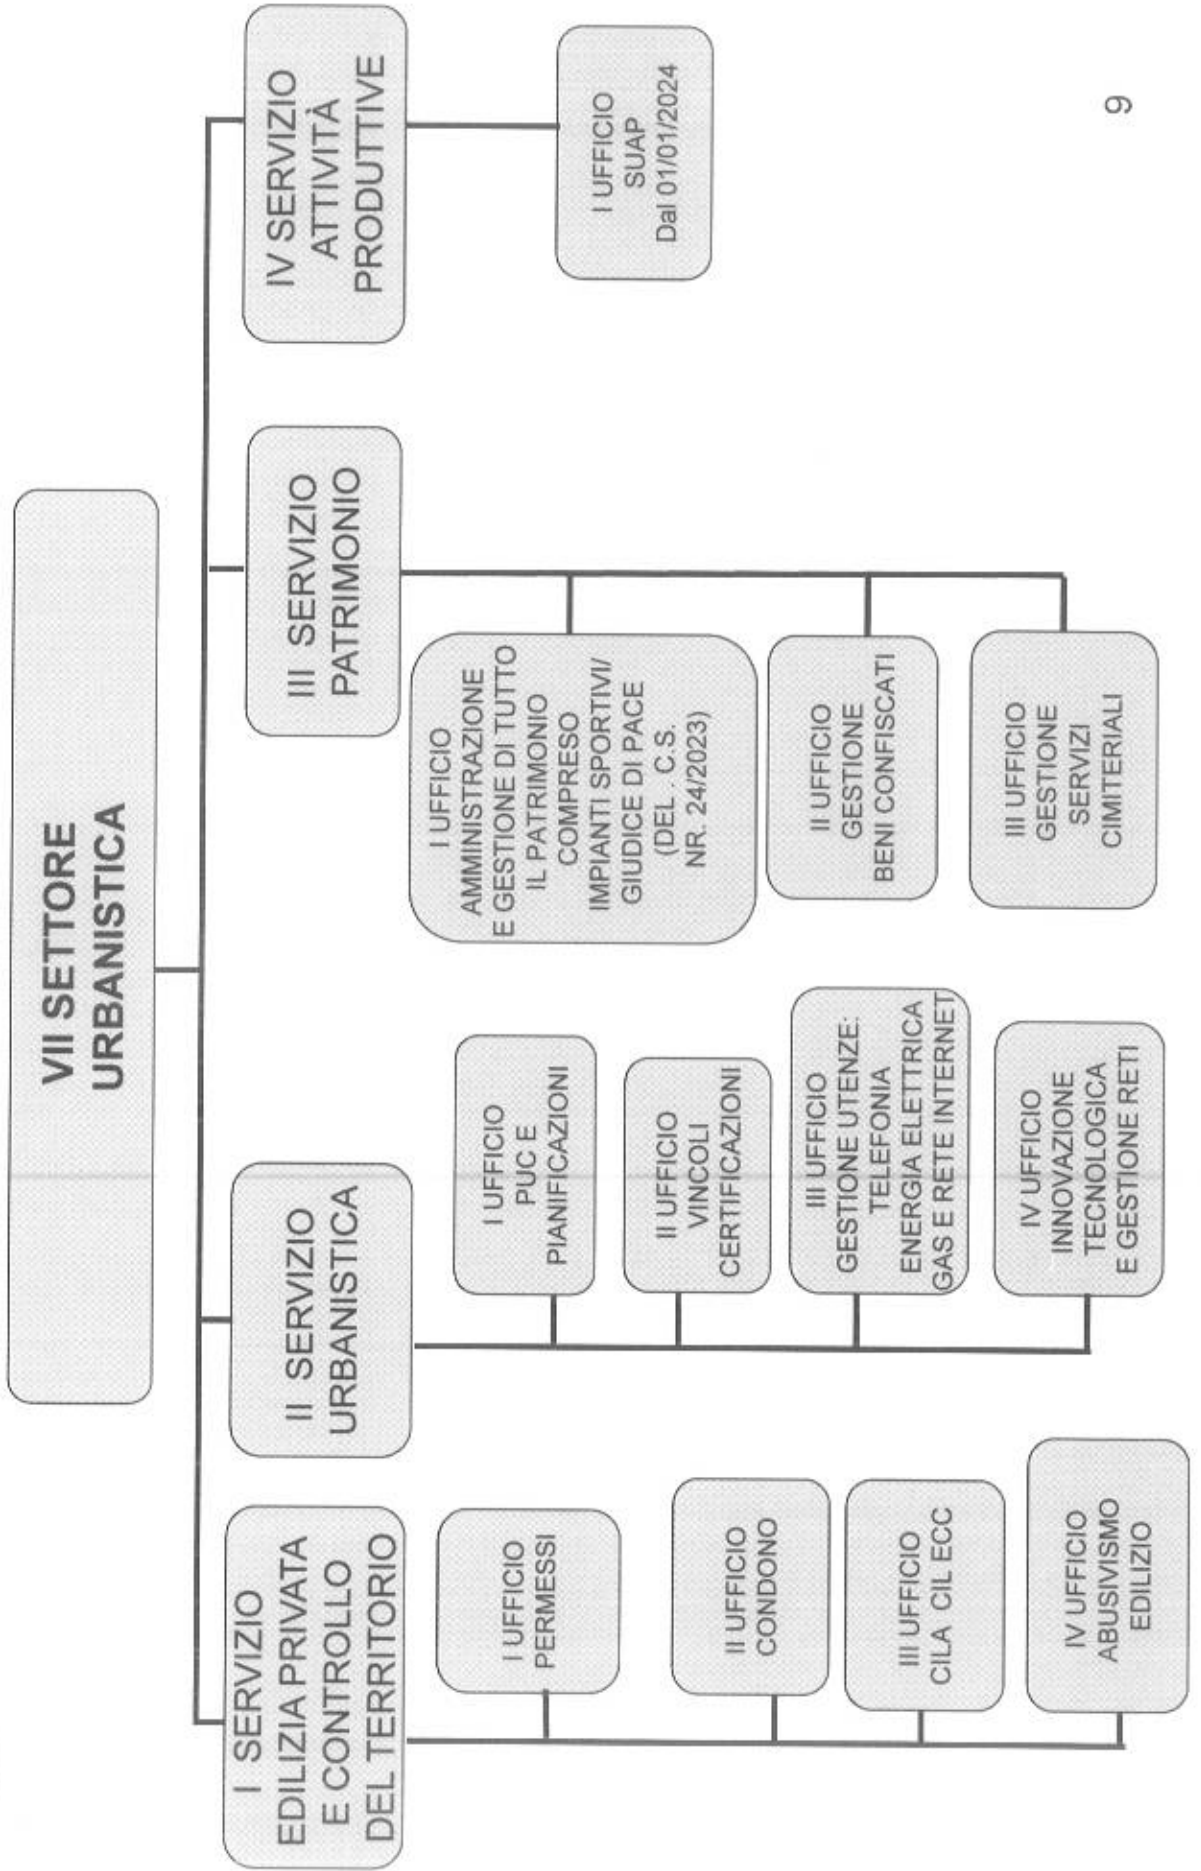 VII SETTORE
URBANISTICA
I SERVIZIO
EDILIZIA PRIVATA
E CONTROLLO
DEL TERRITORIO
I UFFICIO
PERMESSI
II UFFICIO
CONDONO
III UFFICIO
CILA CIL ECC
IV UFFICIO
ABUSIVISMO
EDILIZIO
II SERVIZIO
URBANISTICA
I UFFICIO
PUC E
PIANIFICAZIONI
II UFFICIO
VINCOLI
CERTIFICAZIONI
III UFFICIO
GESTIONE UTENZE:
TELEFONIA
ENERGIA ELETTRICA
GAS E RETE INTERNET
IV UFFICIO
INNOVAZIONE
TECNOLOGICA
E GESTIONE RETI
III SERVIZIO
PATRIMONIO
I UFFICIO
AMMINISTRAZIONE
E GESTIONE DI TUTTO
IL PATRIMONIO
COMPRESO
IMPIANTI SPORTIVI/
GIUDICE DI PACE
(DEL . C.S.
NR. 24/2023)
II UFFICIO
GESTIONE
BENI CONFISCATI
III UFFICIO
GESTIONE
SERVIZI
CIMITERIALI
IV SERVIZIO
ATTIVITÀ
PRODUTTIVE
I UFFICIO
SUAP
Dal 01/01/2024
9